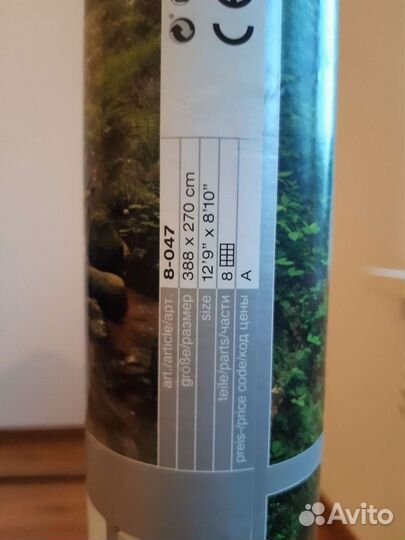 CE
art./article/арт. 8-047
größe/размер 388 x 270 cm
size 12'9" x 8'10"
teile/parts/части 8
preis-/price code/код цены A
Avito